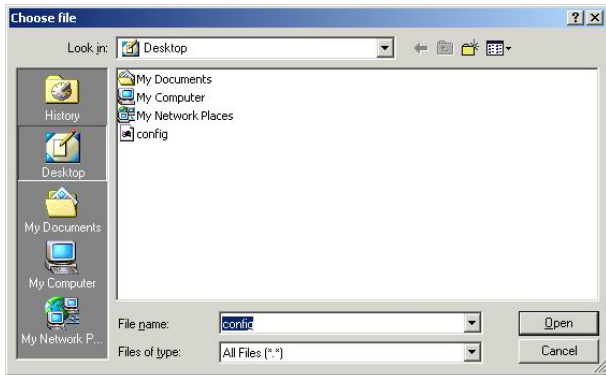 Choose file
Look in: Desktop
History
Desktop
My Documents
My Computer
My Network P...
My Documents
My Computer
My Network Places
config
File name: config Open
Files of type: All Files (*.*) Cancel